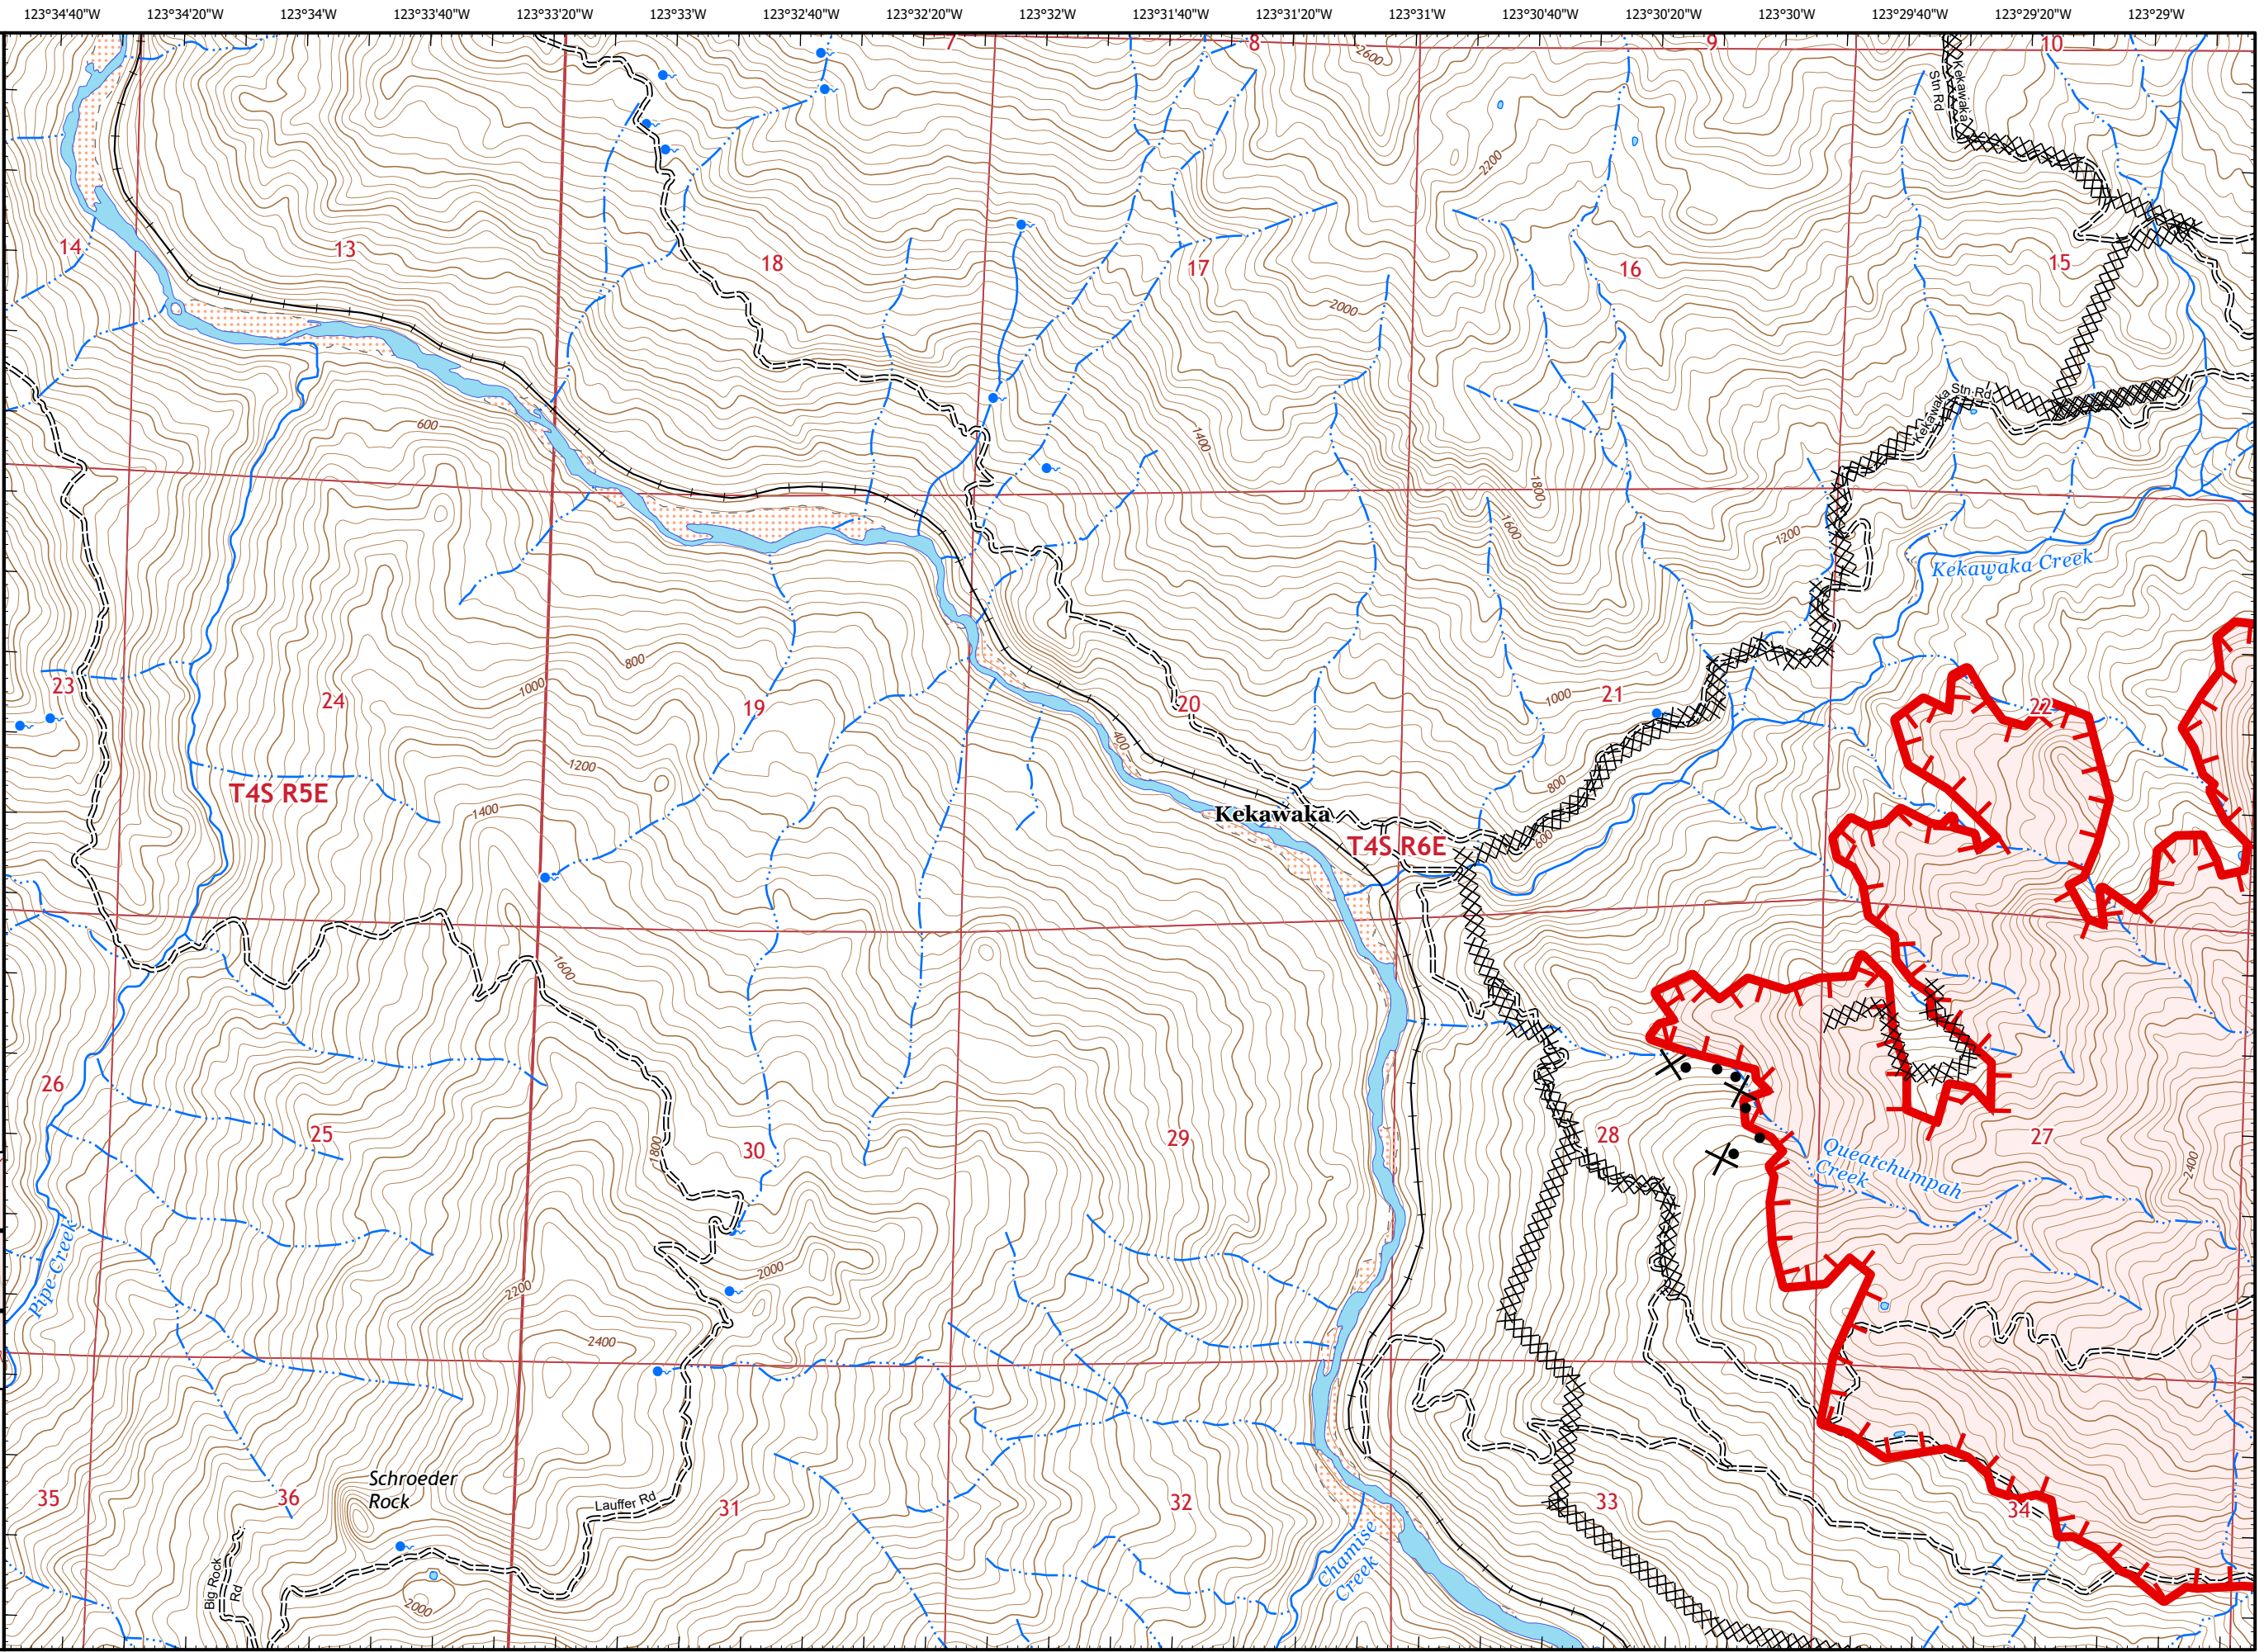 123°34'40"W 123°34'20"W 123°34'W 123°33'40"W 123°33'20"W 123°33'W 123°32'40"W 123°32'20"W 123°32'W 123°31'40"W 123°31'20"W 123°31'W 123°30'40"W 123°30'20"W 123°30'W 123°29'40"W 123°29'20"W 123°29'W
7 8 9 10
2600
Kekawaka
Stn Rd
2200
14 13 18 17 16 15
2000
Kekawaka Stn Rd
600
1400
1800
1600
1200
Kekawaka Creek
23 24 19 20 21 22
800
1000
1000
400
1200
T4S R5E
1400
800
Kekawaka
600
T4S R6E
1600
26 25 30 29 28 27
1800
Queatchumpah
Creek
2400
Pipe Creek
2000
2200
2400
Schroeder
Rock
35 36 31 32 33 34
Lauffer Rd
Chamise
Creek
Big Rock
Rd
2000